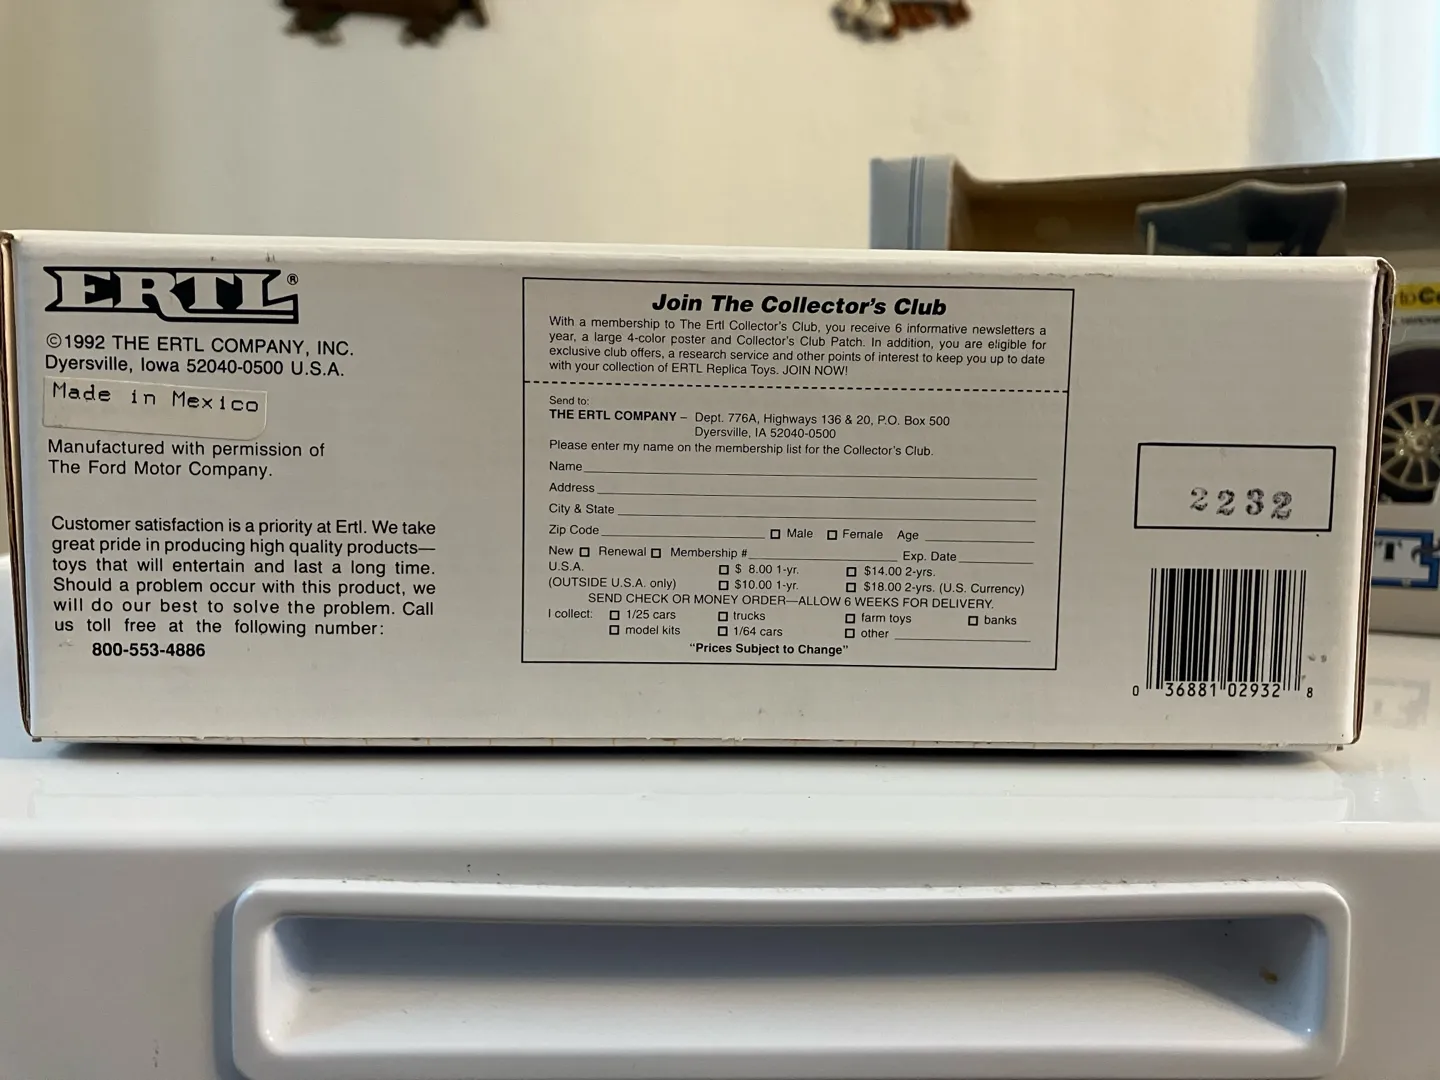 ERTL®
©1992 THE ERTL COMPANY, INC.
Dyersville, Iowa 52040-0500 U.S.A.
Made in Mexico
Manufactured with permission of
The Ford Motor Company.
Customer satisfaction is a priority at Ertl. We take
great pride in producing high quality products—
toys that will entertain and last a long time.
Should a problem occur with this product, we
will do our best to solve the problem. Call
us toll free at the following number:
800-553-4886
Join The Collector's Club
With a membership to The Ertl Collector's Club, you receive 6 informative newsletters a
year, a large 4-color poster and Collector's Club Patch. In addition, you are eligible for
exclusive club offers, a research service and other points of interest to keep you up to date
with your collection of ERTL Replica Toys. JOIN NOW!
Send to:
THE ERTL COMPANY – Dept. 776A, Highways 136 & 20, P.O. Box 500
Dyersville, IA 52040-0500
Please enter my name on the membership list for the Collector's Club.
Name
Address
City & State
Zip Code Male Female Age
New Renewal Membership # Exp. Date
U.S.A. $ 8.00 1-yr. $14.00 2-yrs.
(OUTSIDE U.S.A. only) $10.00 1-yr. $18.00 2-yrs. (U.S. Currency)
SEND CHECK OR MONEY ORDER—ALLOW 6 WEEKS FOR DELIVERY.
I collect: 1/25 cars trucks farm toys banks
model kits 1/64 cars other
"Prices Subject to Change"
2232
0 36881 02932 8